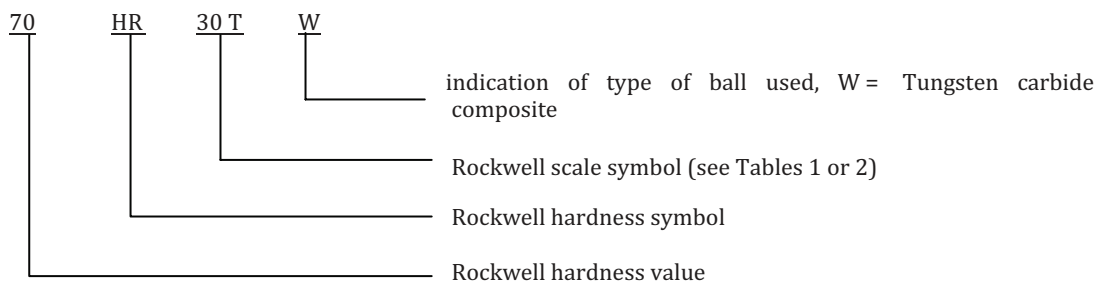 70 HR 30 T W
indication of type of ball used, W = Tungsten carbide
composite
Rockwell scale symbol (see Tables 1 or 2)
Rockwell hardness symbol
Rockwell hardness value